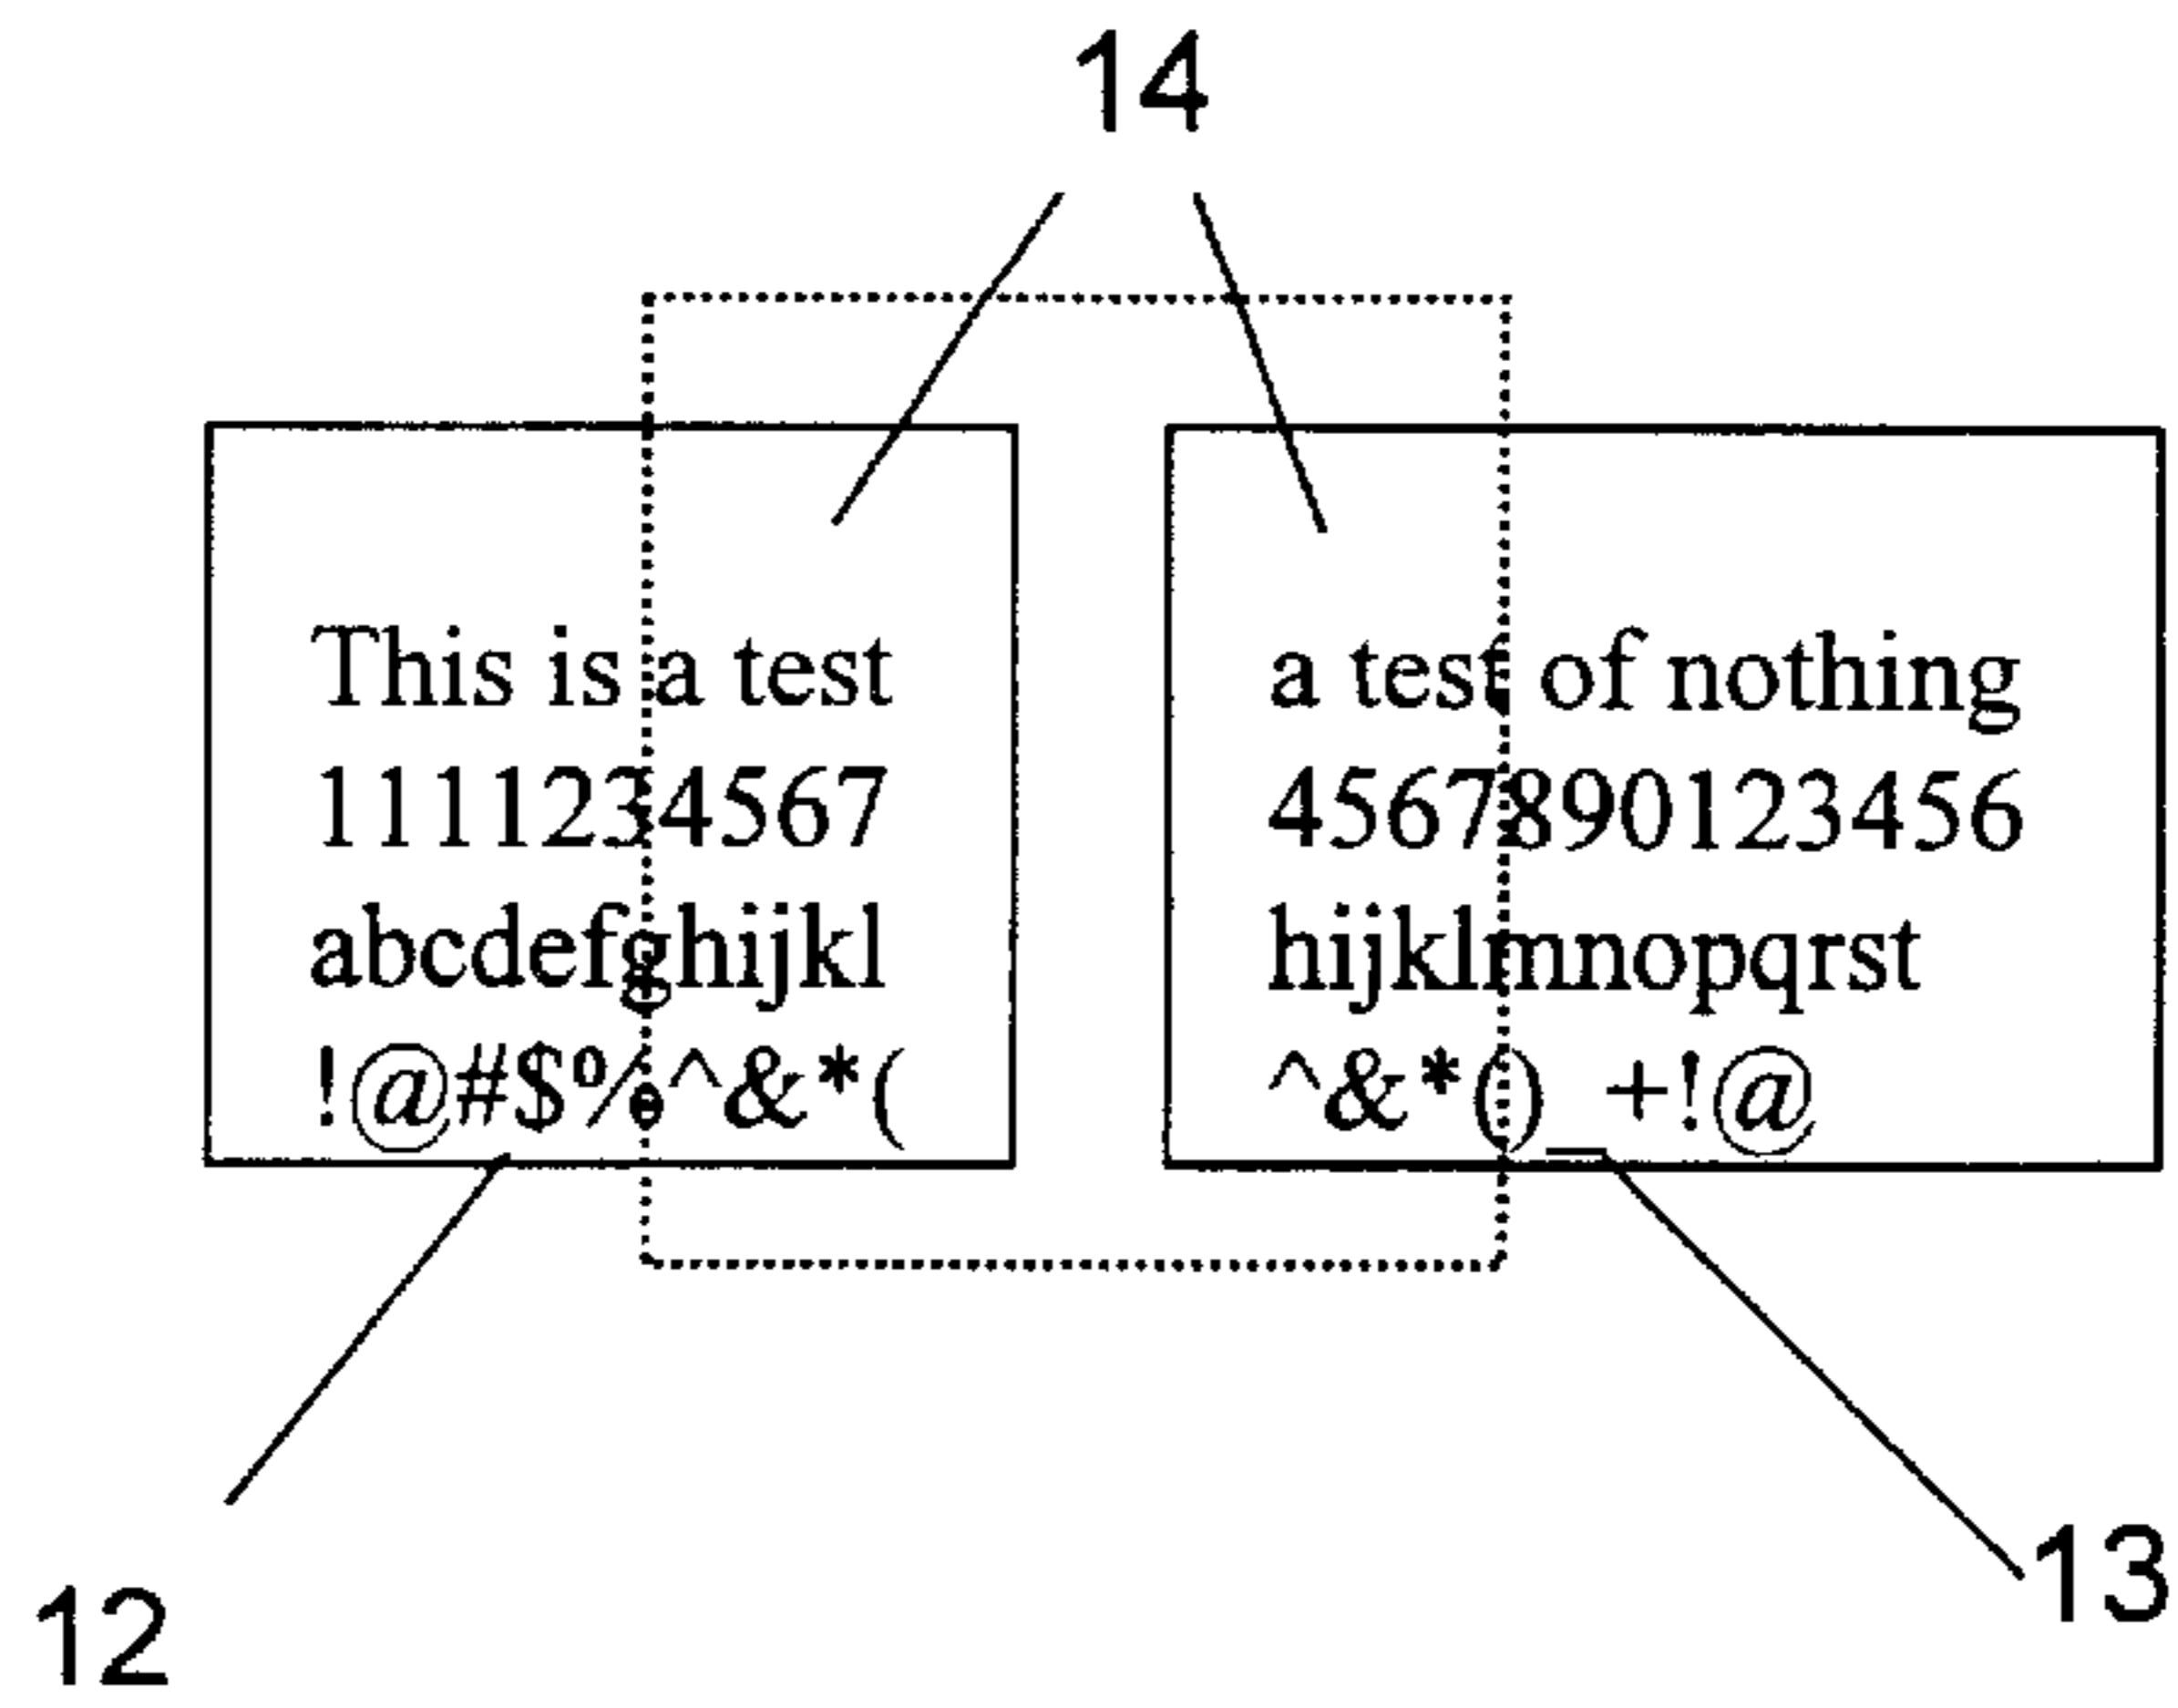 14
This is a test
1111234567
abcdefghijkl
!@#$%^&*(
a test of nothing
4567890123456
hijklmnopqrst
^&*()_+!@
12
13